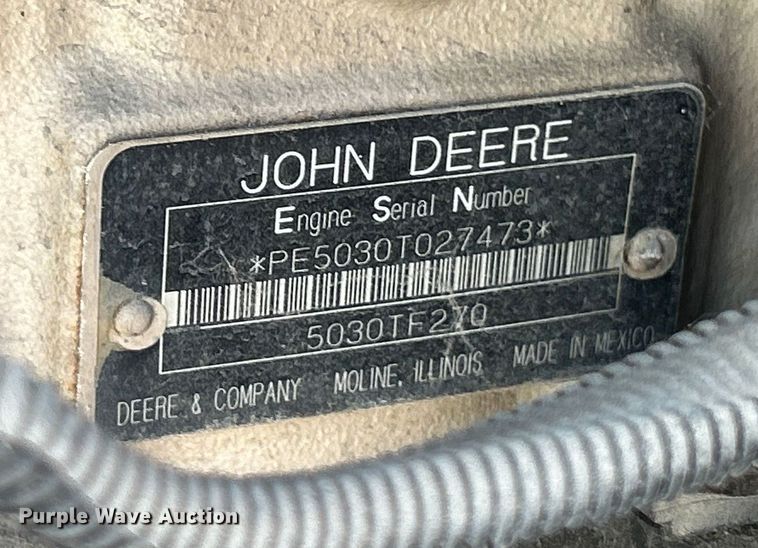 JOHN DEERE
Engine Serial Number
*PE5030T027473*
5030TF270
DEERE & COMPANY MOLINE, ILLINOIS MADE IN MEXICO
Purple Wave Auction